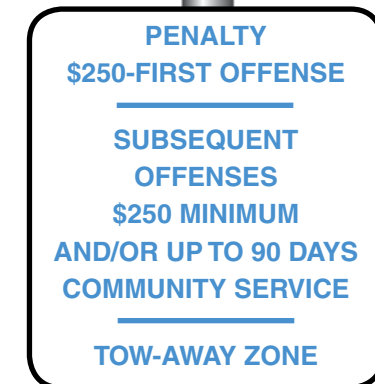 PENALTY
$250-FIRST OFFENSE
SUBSEQUENT
OFFENSES
$250 MINIMUM
AND/OR UP TO 90 DAYS
COMMUNITY SERVICE
TOW-AWAY ZONE